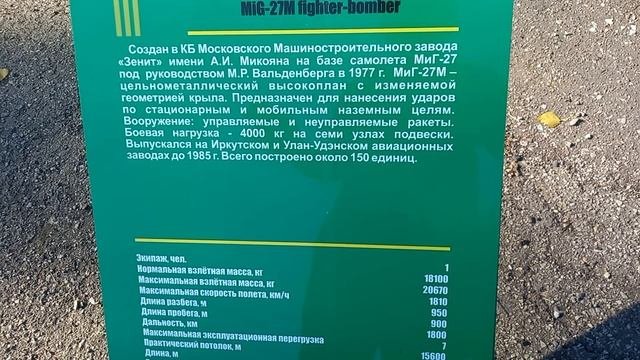 MiG-27M fighter-bomber
Создан в КБ Московского Машиностроительного завода
«Зенит» имени А.И. Микояна на базе самолета МиГ-27
под руководством М.Р. Вальденберга в 1977 г. МиГ-27М –
цельнометаллический высокоплан с изменяемой
геометрией крыла. Предназначен для нанесения ударов
по стационарным и мобильным наземным целям.
Вооружение: управляемые и неуправляемые ракеты.
Боевая нагрузка - 4000 кг на семи узлах подвески.
Выпускался на Иркутском и Улан-Удэнском авиационных
заводах до 1985 г. Всего построено около 150 единиц.
Экипаж, чел. 1
Нормальная взлётная масса, кг 18100
Максимальная взлётная масса, кг 20670
Максимальная скорость полета, км/ч 1810
Длина разбега, м 950
Длина пробега, м 900
Дальность, км 1800
Максимальная эксплуатационная перегрузка 7
Практический потолок, м 15600
Длина, м